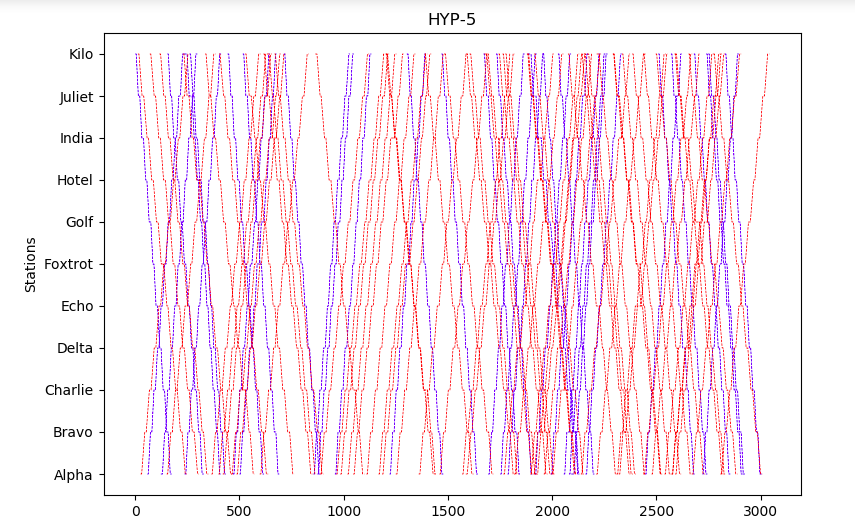 HYP-5
Kilo
Juliet
India
Hotel
Golf
Foxtrot
Echo
Delta
Charlie
Bravo
Alpha
Stations
0 500 1000 1500 2000 2500 3000